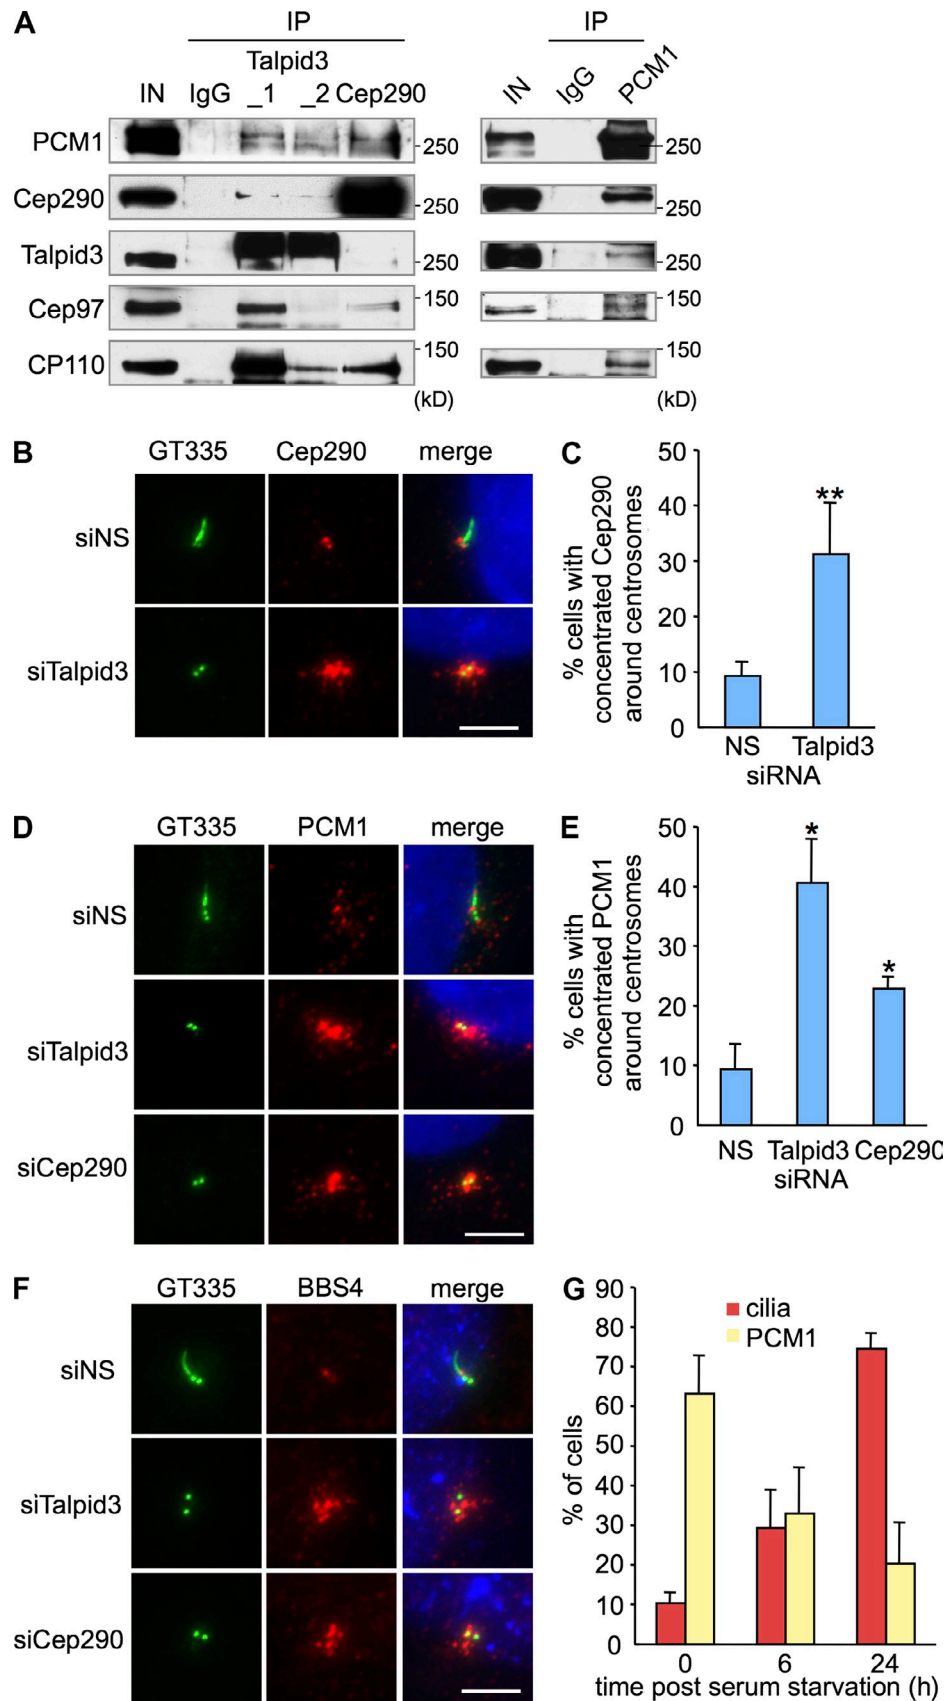 A
IP
IP
Talpid3
IN IgG _1 _2 Cep290
IN IgG PCM1
PCM1
250
250
Cep290
250
250
Talpid3
250
250
Cep97
150
150
CP110
150
150
(kD)
(kD)
B
GT335 Cep290 merge
siNS
siTalpid3
C
% cells with
concentrated Cep290
around centrosomes
50
40
30
20
10
0
**
NS Talpid3
siRNA
D
GT335 PCM1 merge
siNS
siTalpid3
siCep290
E
% cells with
concentrated PCM1
around centrosomes
50
40
30
20
10
0
*
*
NS Talpid3 Cep290
siRNA
F
GT335 BBS4 merge
siNS
siTalpid3
siCep290
G
% of cells
90
80
70
60
50
40
30
20
10
0
cilia
PCM1
0 6 24
time post serum starvation (h)